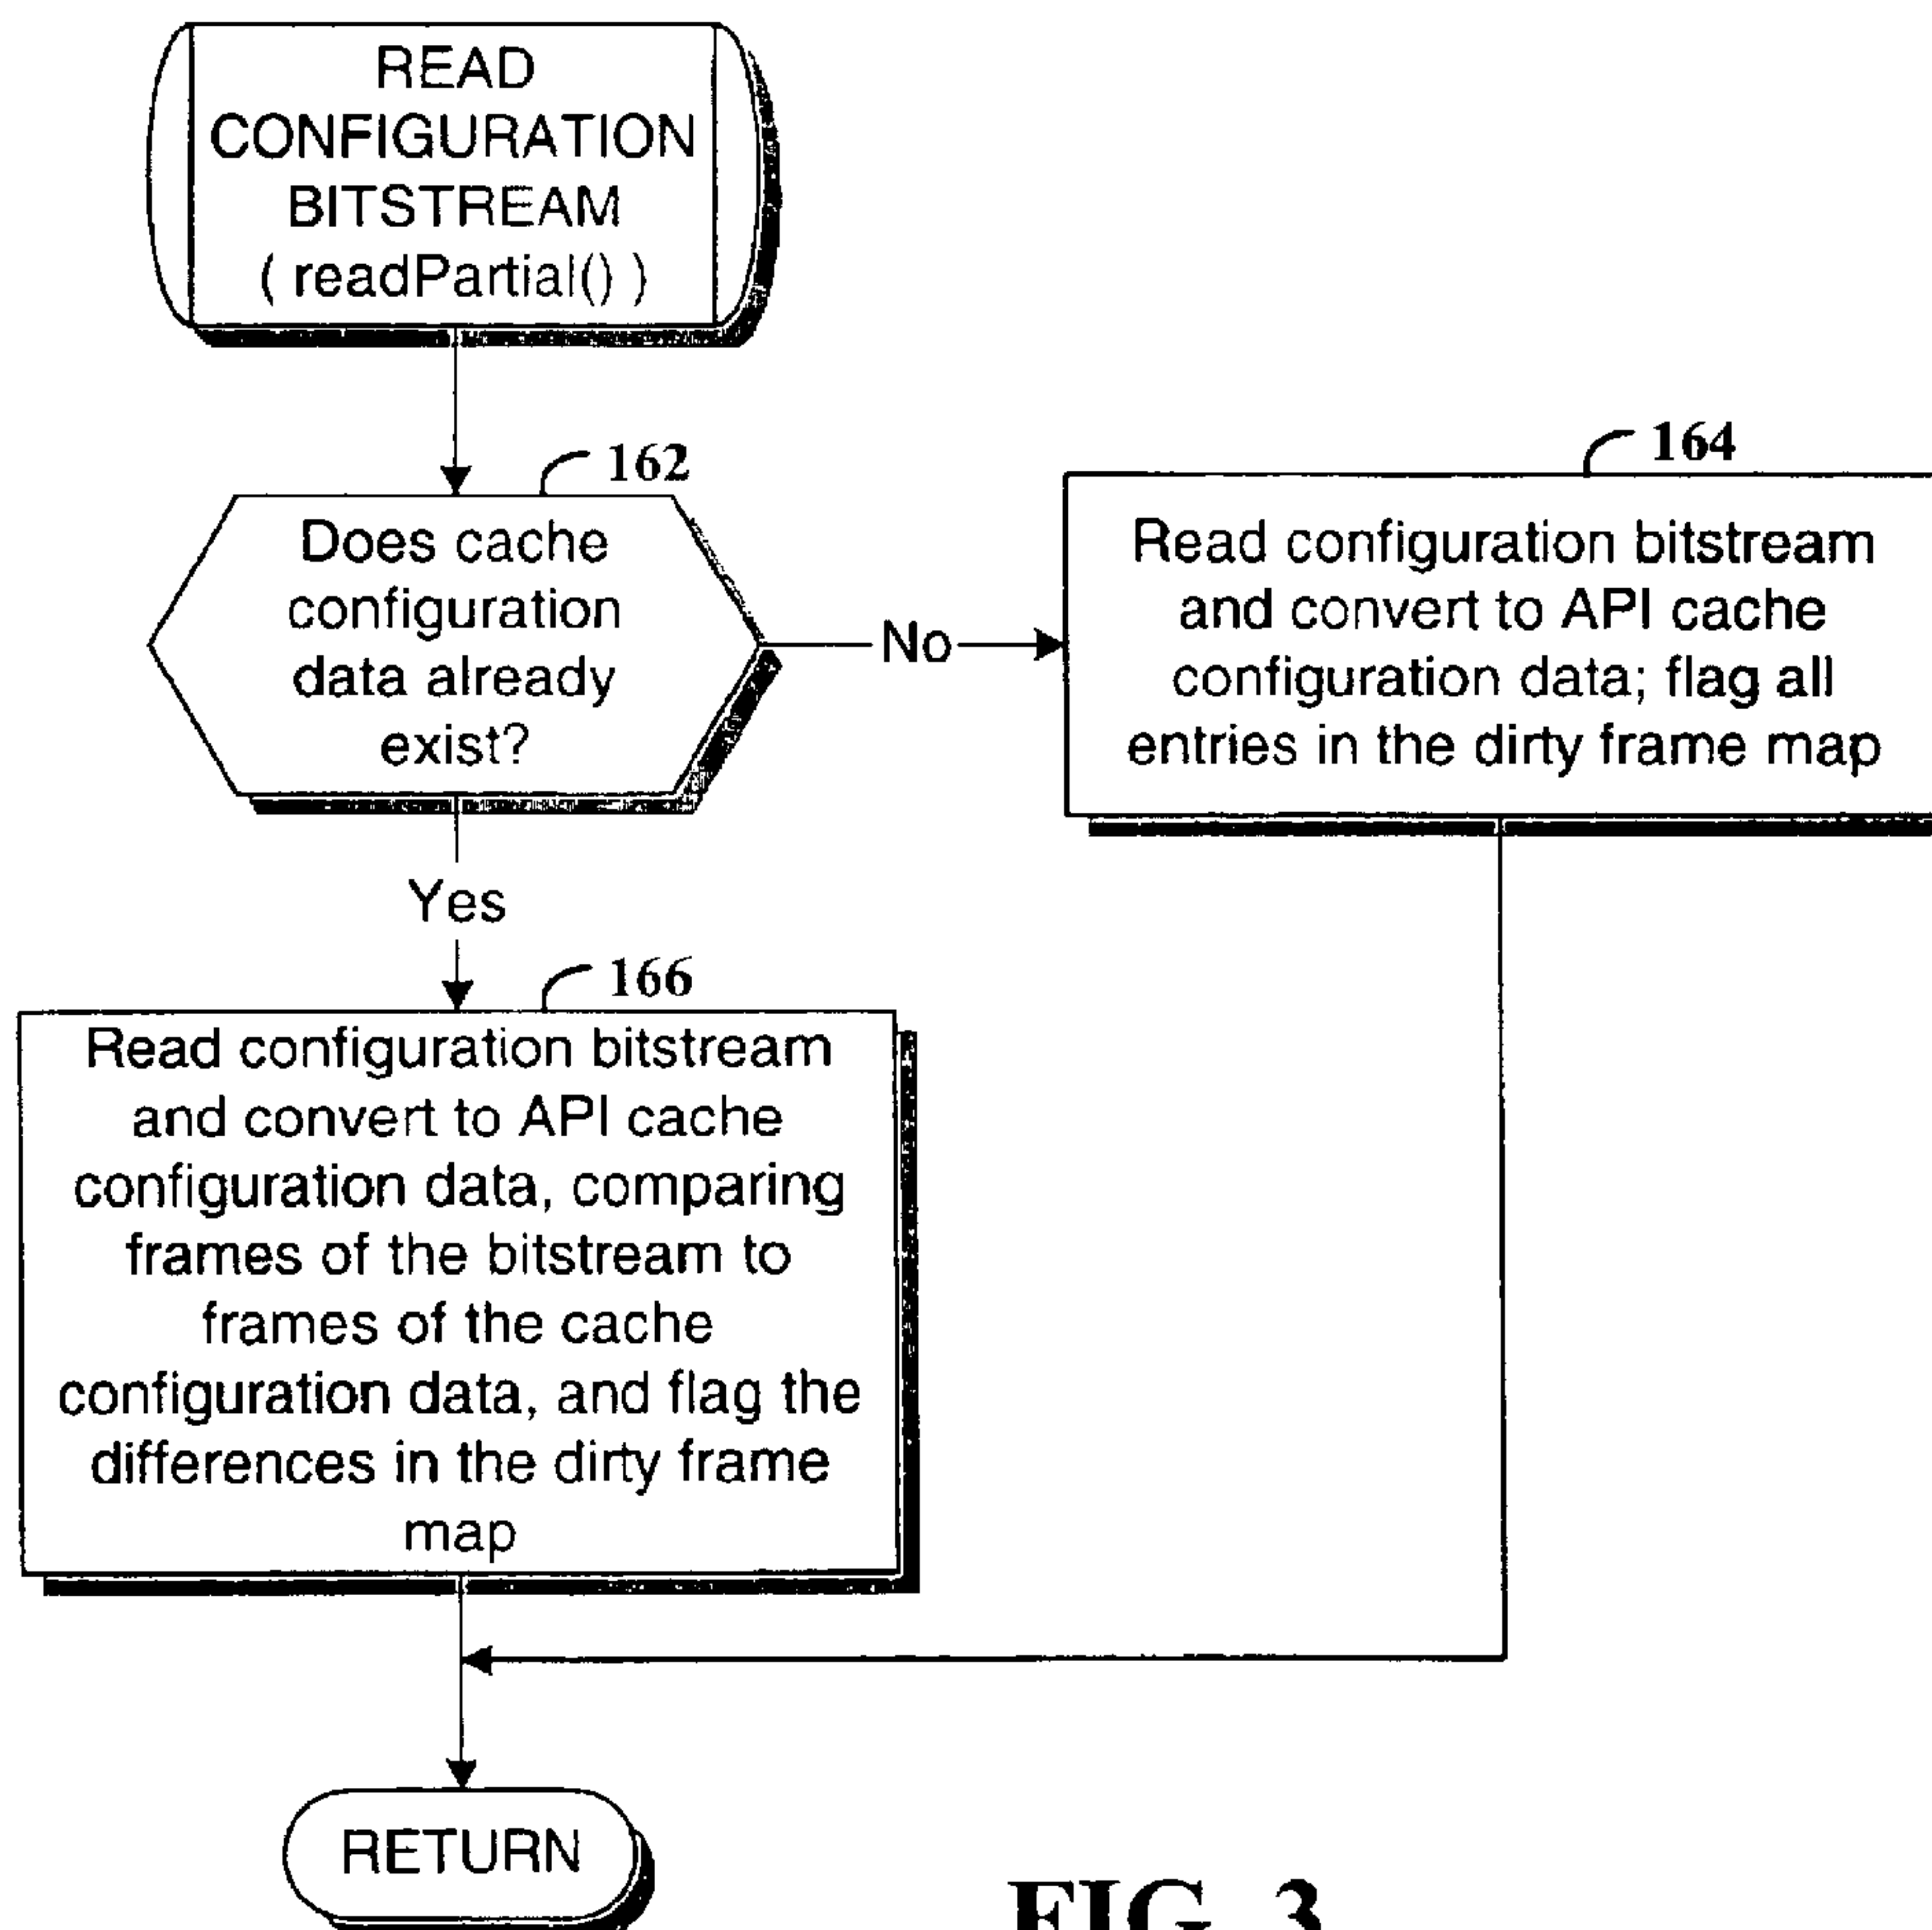 READ
CONFIGURATION
BITSTREAM
( readPartial() )
162
Does cache
configuration
data already
exist?
No
164
Read configuration bitstream
and convert to API cache
configuration data; flag all
entries in the dirty frame map
Yes
166
Read configuration bitstream
and convert to API cache
configuration data, comparing
frames of the bitstream to
frames of the cache
configuration data, and flag the
differences in the dirty frame
map
RETURN
FIG. 3